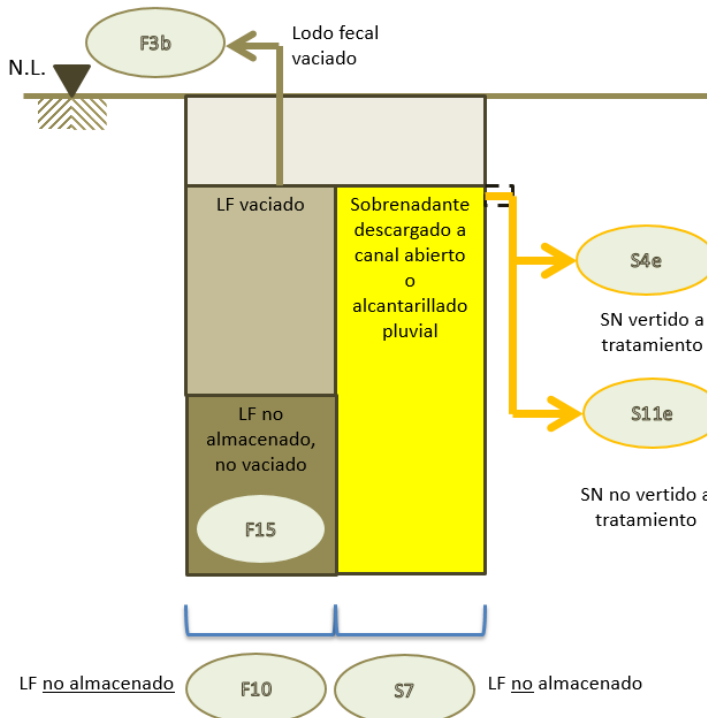 F3b
Lodo fecal
vaciado
N.L.
LF vaciado
Sobrenadante
descargado a
canal abierto
o
alcantarillado
pluvial
S4e
SN vertido a
tratamiento
LF no
almacenado,
no vaciado
F15
S11e
SN no vertido a
tratamiento
LF no almacenado
F10
S7
LF no almacenado